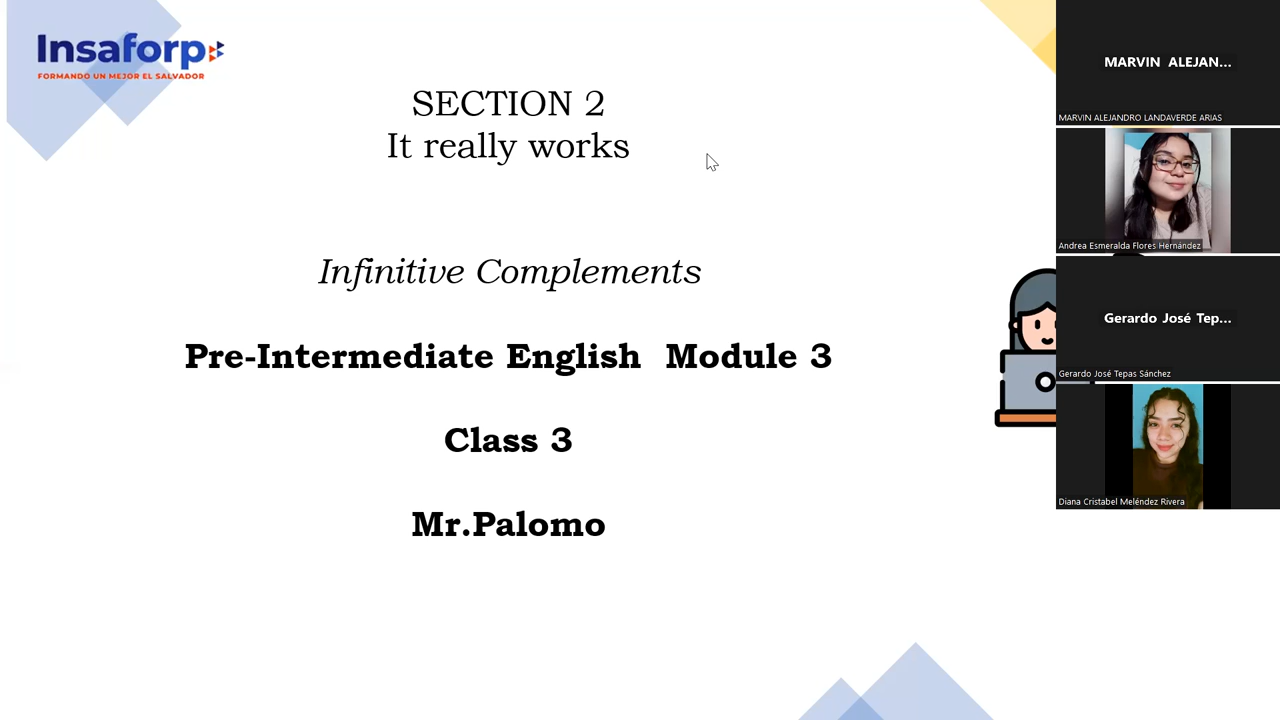 Insaforp
FORMANDO UN MEJOR EL SALVADOR
SECTION 2
It really works
Infinitive Complements
Pre-Intermediate English Module 3
Class 3
Mr.Palomo
MARVIN ALEJAN...
MARVIN ALEJANDRO LANDAVERDE ARIAS
Andrea Esmeralda Flores Hernández
Gerardo José Tep...
Gerardo José Tepas Sánchez
Diana Cristabel Meléndez Rivera